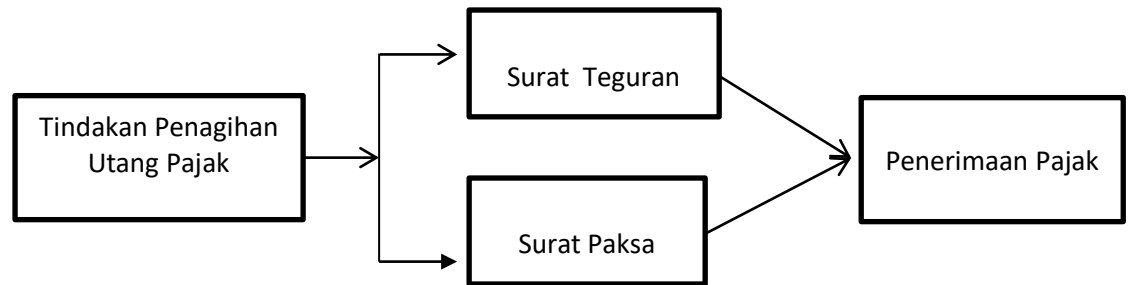 Tindakan Penagihan
Utang Pajak
Surat Teguran
Surat Paksa
Penerimaan Pajak